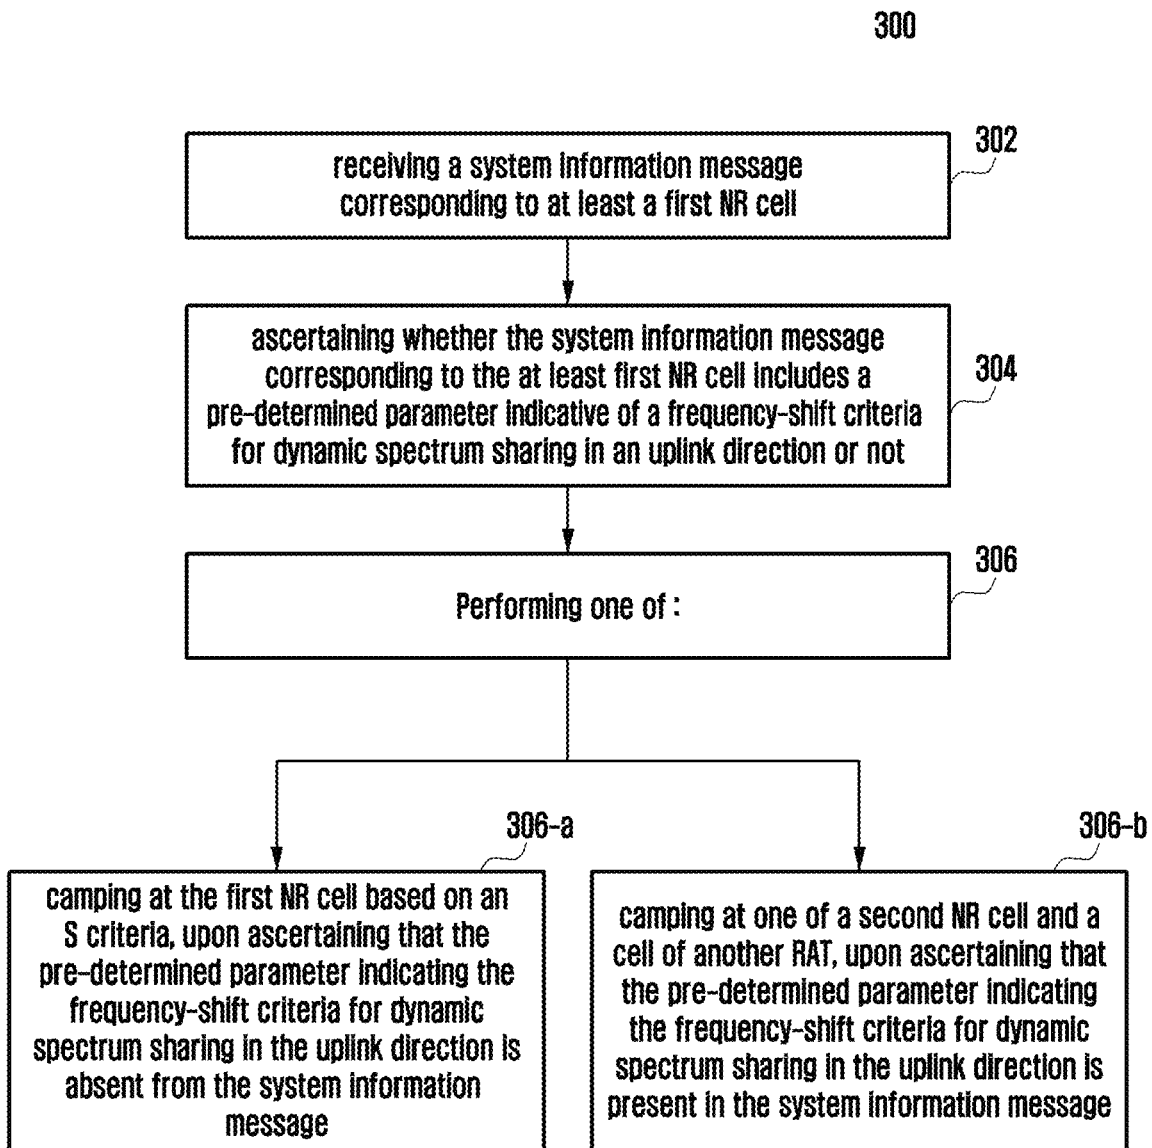 300
302
receiving a system information message
corresponding to at least a first NR cell
304
ascertaining whether the system information message
corresponding to the at least first NR cell includes a
pre-determined parameter indicative of a frequency-shift criteria
for dynamic spectrum sharing in an uplink direction or not
306
Performing one of :
306-a
camping at the first NR cell based on an
S criteria, upon ascertaining that the
pre-determined parameter indicating the
frequency-shift criteria for dynamic
spectrum sharing in the uplink direction is
absent from the system information
message
306-b
camping at one of a second NR cell and a
cell of another RAT, upon ascertaining that
the pre-determined parameter indicating
the frequency-shift criteria for dynamic
spectrum sharing in the uplink direction is
present in the system information message